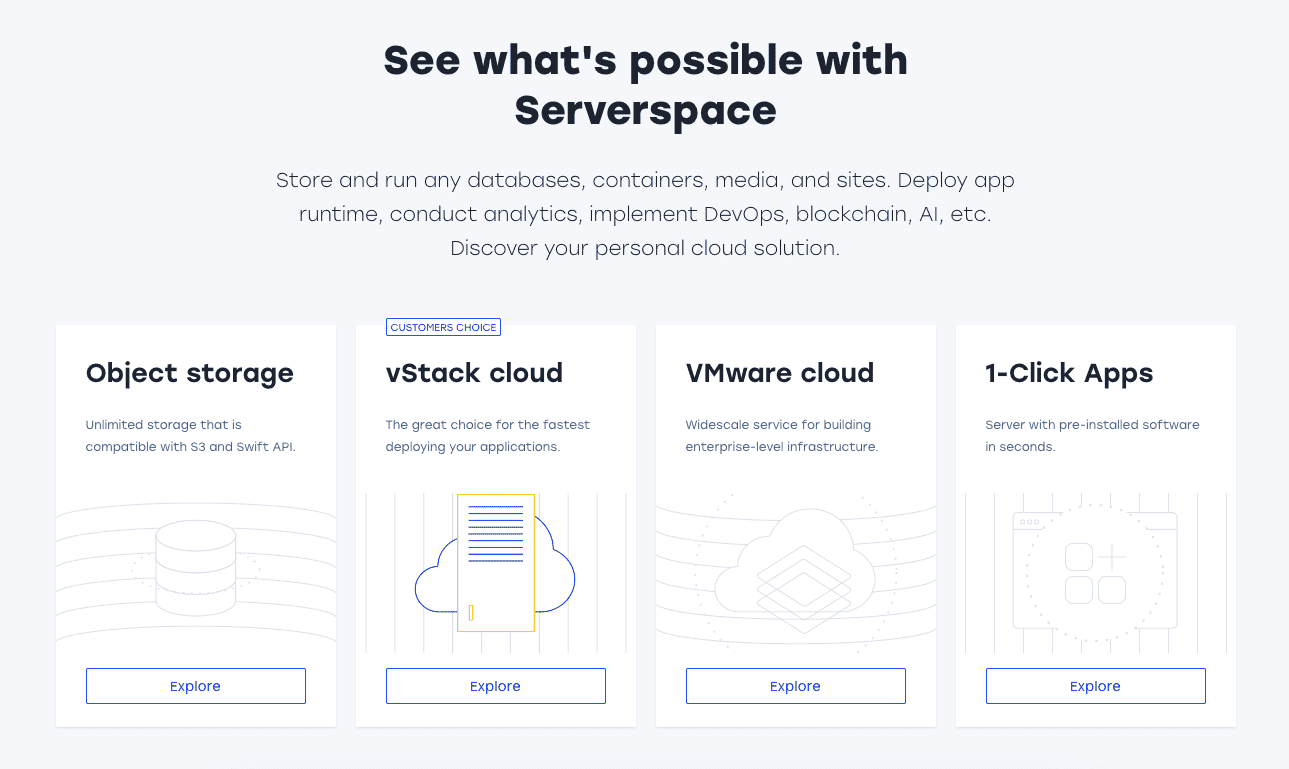 See what's possible with
Serverspace
Store and run any databases, containers, media, and sites. Deploy app
runtime, conduct analytics, implement DevOps, blockchain, AI, etc.
Discover your personal cloud solution.
Object storage
Unlimited storage that is
compatible with S3 and Swift API.
Explore
CUSTOMERS CHOICE
vStack cloud
The great choice for the fastest
deploying your applications.
Explore
VMware cloud
Widescale service for building
enterprise-level infrastructure.
Explore
1-Click Apps
Server with pre-installed software
in seconds.
Explore